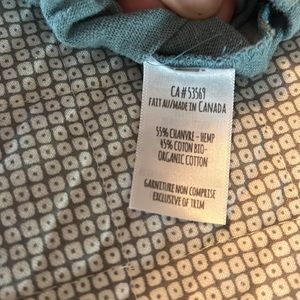 CA#53569
FAIT AU/MADE IN CANADA
55% CHANVRE - HEMP
45% COTON BIO-
ORGANIC COTTON
GARNITURE NON COMPRISE
EXCLUSIVE OF TRIM